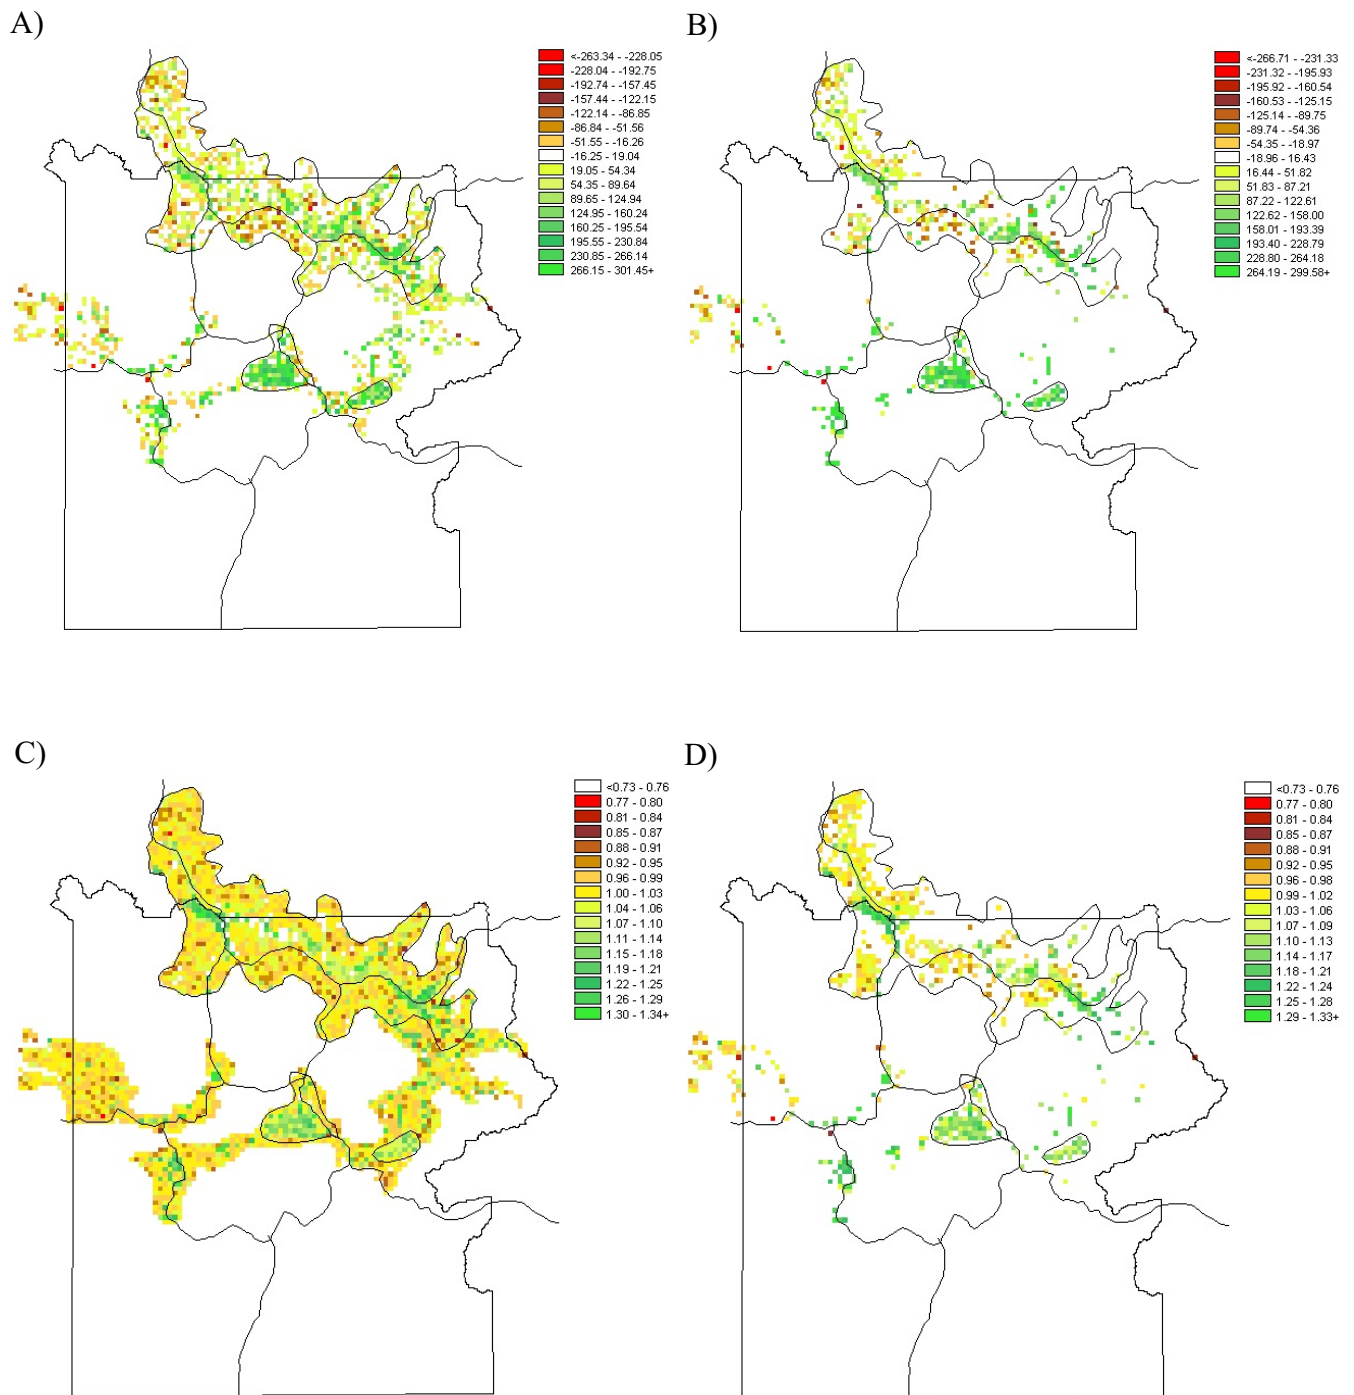 A)
<-263.34 - -228.05
-228.04 - -192.75
-192.74 - -157.45
-157.44 - -122.15
-122.14 - -86.85
-86.84 - -51.56
-51.55 - -16.26
-16.25 - 19.04
19.05 - 54.34
54.35 - 89.64
89.65 - 124.94
124.95 - 160.24
160.25 - 195.54
195.55 - 230.84
230.85 - 266.14
266.15 - 301.45+
B)
<-266.71 - -231.33
-231.32 - -195.93
-195.92 - -160.54
-160.53 - -125.15
-125.14 - -89.75
-89.74 - -54.36
-54.35 - -18.97
-18.96 - 16.43
16.44 - 51.82
51.83 - 87.21
87.22 - 122.61
122.62 - 158.00
158.01 - 193.39
193.40 - 228.79
228.80 - 264.18
264.19 - 299.58+
C)
<0.73 - 0.76
0.77 - 0.80
0.81 - 0.84
0.85 - 0.87
0.88 - 0.91
0.92 - 0.95
0.96 - 0.99
1.00 - 1.03
1.04 - 1.06
1.07 - 1.10
1.11 - 1.14
1.15 - 1.18
1.19 - 1.21
1.22 - 1.25
1.26 - 1.29
1.30 - 1.34+
D)
<0.73 - 0.76
0.77 - 0.80
0.81 - 0.84
0.85 - 0.87
0.88 - 0.91
0.92 - 0.95
0.96 - 0.98
0.99 - 1.02
1.03 - 1.06
1.07 - 1.09
1.10 - 1.13
1.14 - 1.17
1.18 - 1.21
1.22 - 1.24
1.25 - 1.28
1.29 - 1.33+